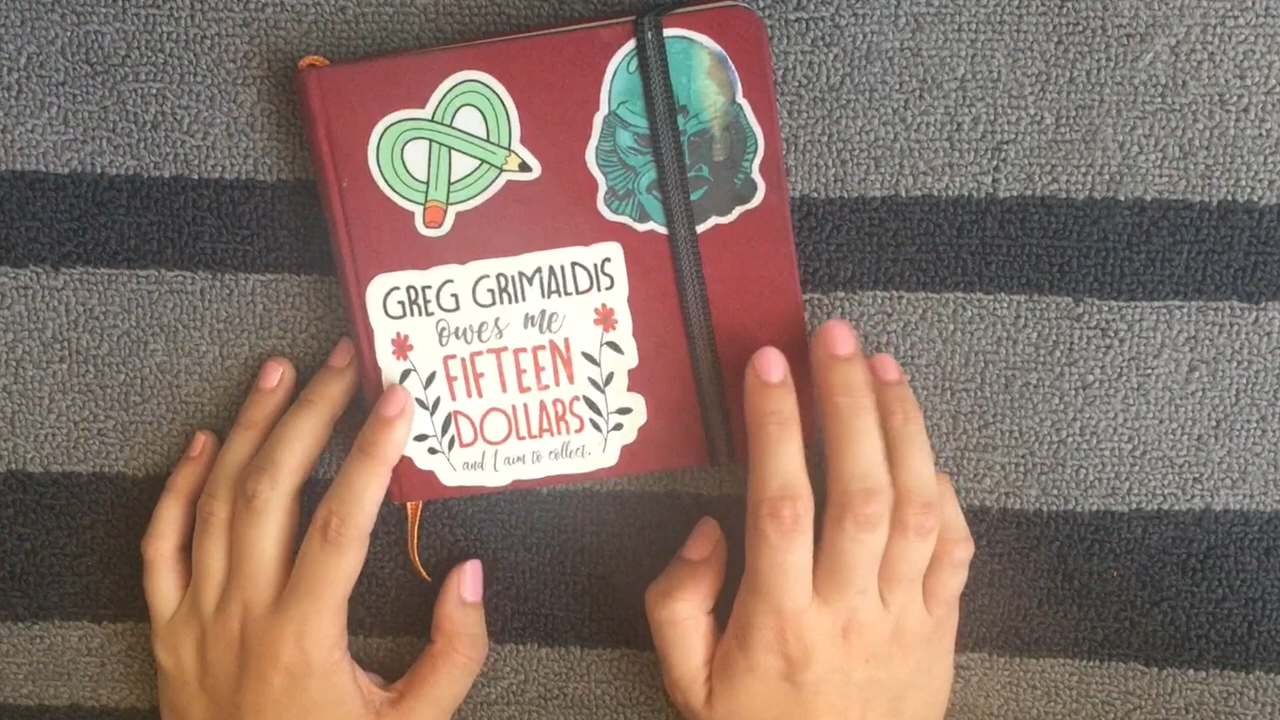 GREG GRIMALDIS
owes me
FIFTEEN
DOLLARS
and I aim to collect.